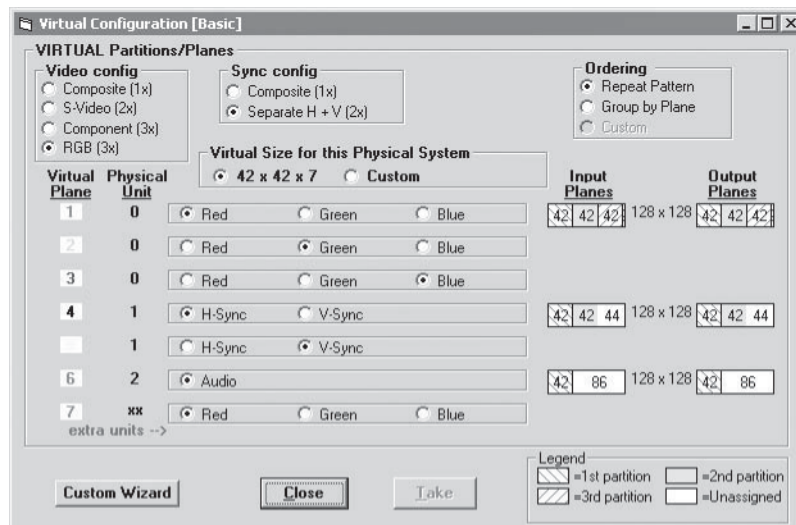 Virtual Configuration [Basic]
VIRTUAL Partitions/Planes
Video config
Composite (1x)
S-Video (2x)
Component (3x)
RGB (3x)
Sync config
Composite (1x)
Separate H + V (2x)
Ordering
Repeat Pattern
Group by Plane
Custom
Virtual Size for this Physical System
42 x 42 x 7 Custom
Virtual Plane
Physical Unit
Input Planes
Output Planes
1 0 Red Green Blue 42 42 42 128 x 128 42 42 42
2 0 Red Green Blue
3 0 Red Green Blue
4 1 H-Sync V-Sync 42 42 44 128 x 128 42 42 44
1 H-Sync V-Sync
6 2 Audio 42 86 128 x 128 42 86
7 xx Red Green Blue
extra units -->
Custom Wizard
Close
Take
Legend
=1st partition =2nd partition
=3rd partition =Unassigned